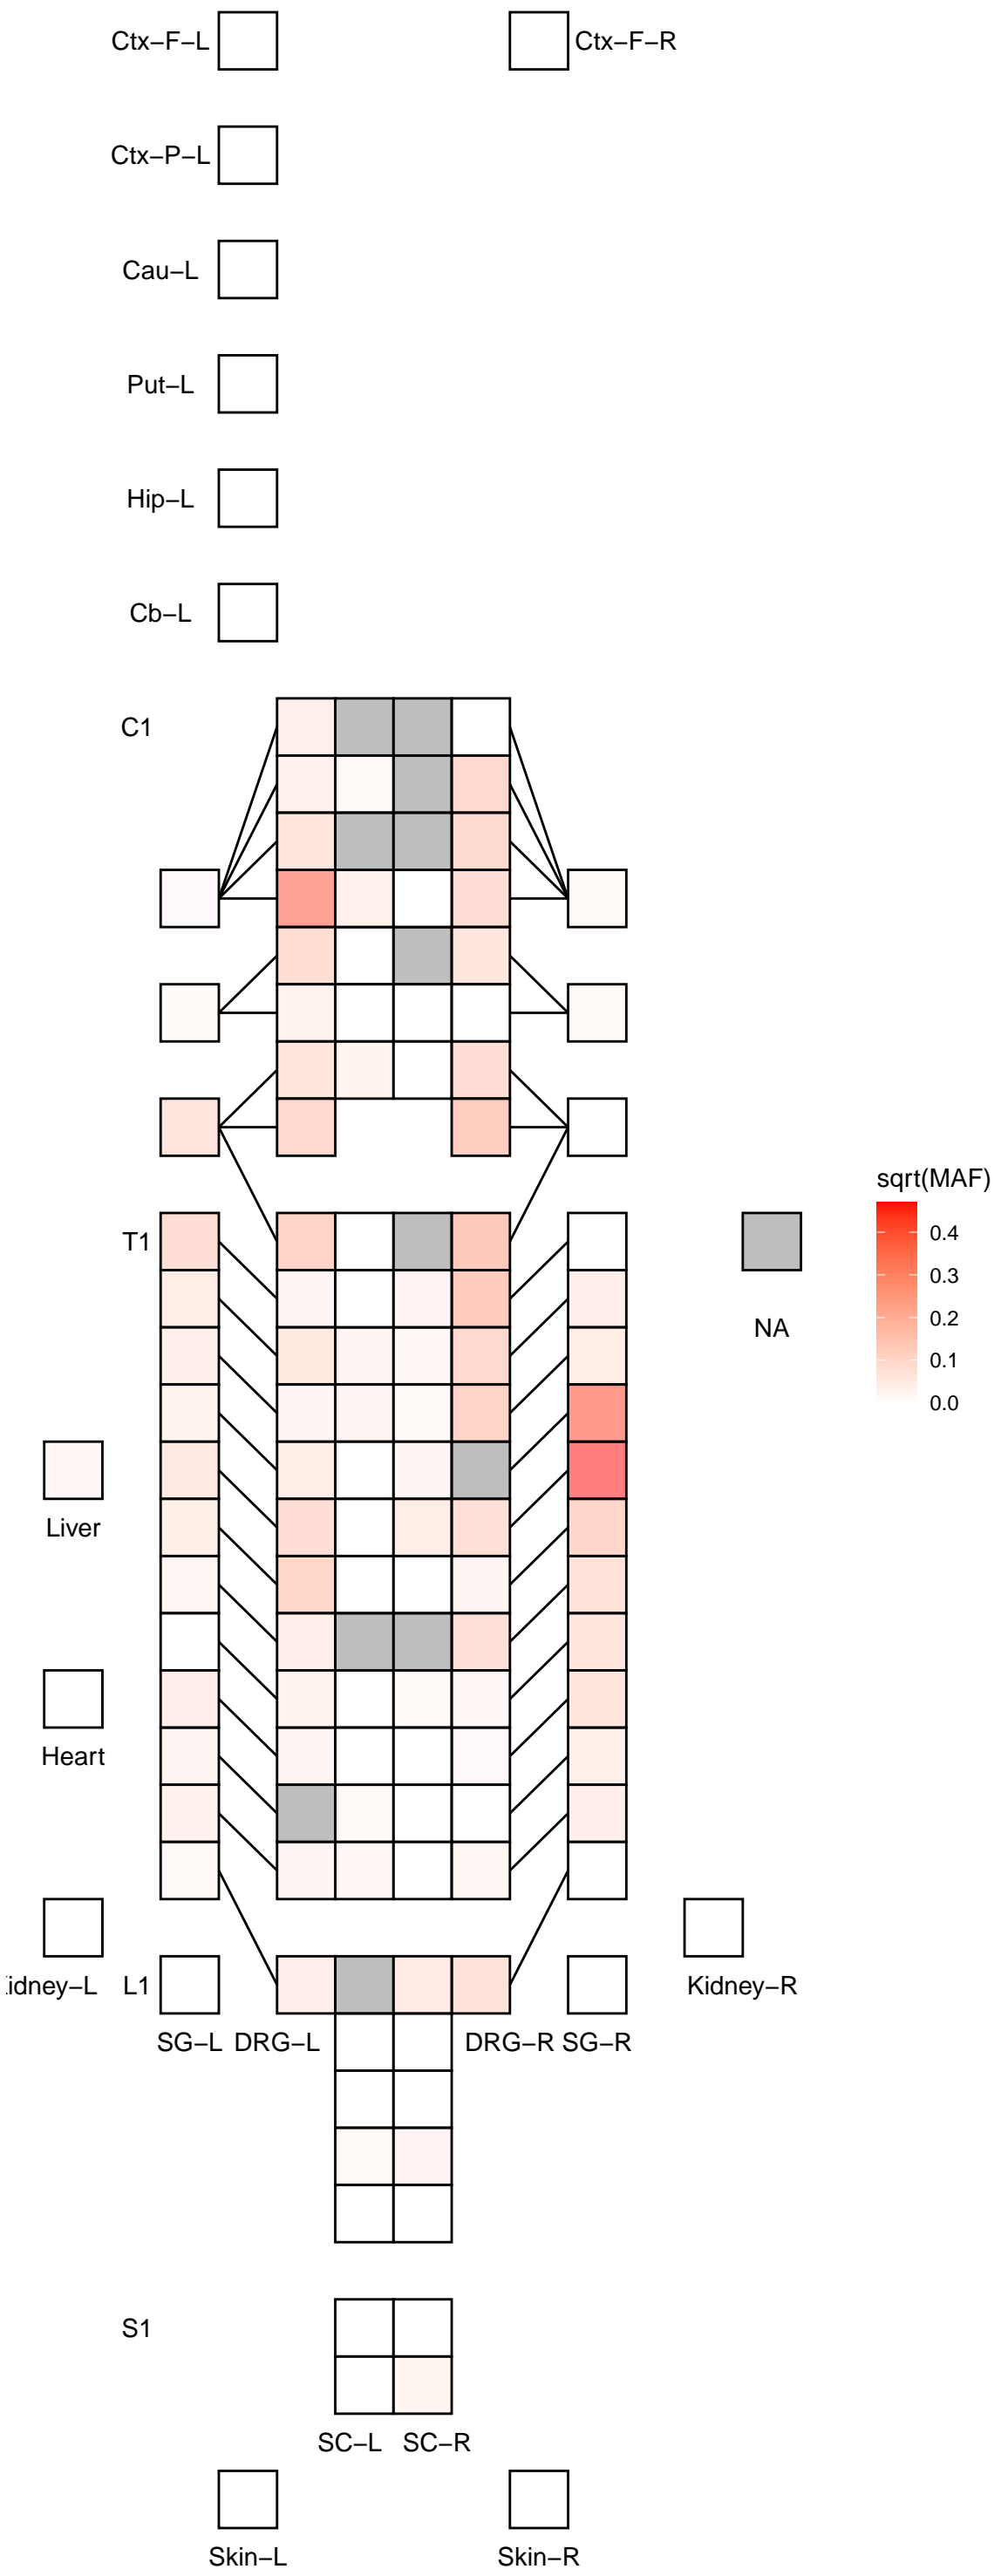 Ctx−F−L
Ctx−F−R
Ctx−P−L
Cau−L
Put−L
Hip−L
Cb−L
C1
sqrt(MAF)
T1
0.4
0.3
NA
0.2
0.1
0.0
Liver
Heart
idney−L
L1
Kidney−R
SG−L
DRG−L
DRG−R
SG−R
S1
SC−L
SC−R
Skin−L
Skin−R